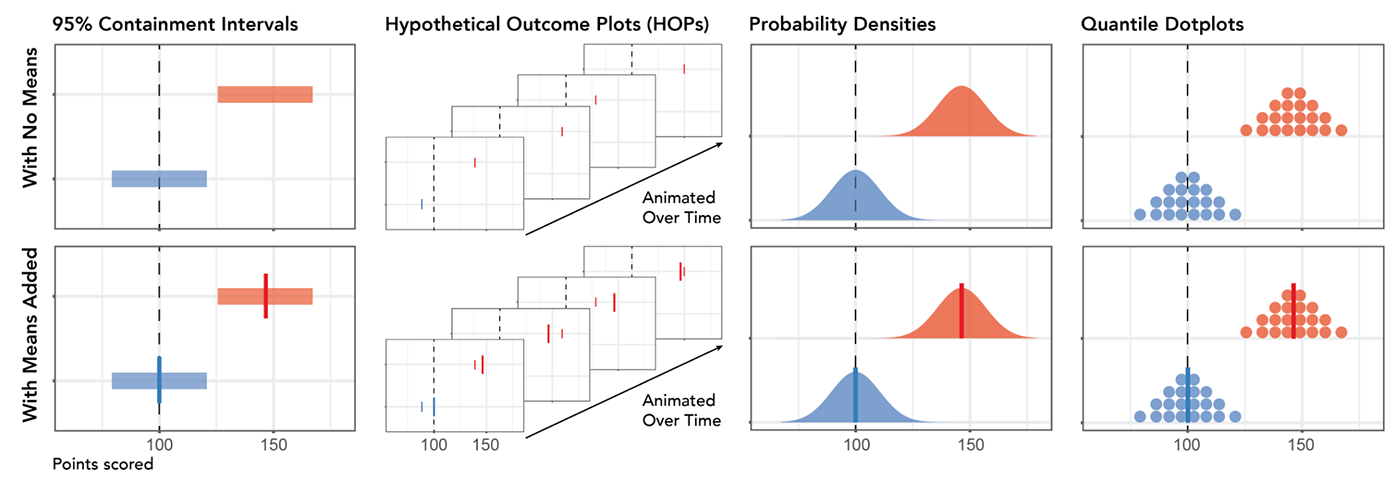 95% Containment Intervals
Hypothetical Outcome Plots (HOPs)
Probability Densities
Quantile Dotplots
With No Means
Animated
Over Time
With Means Added
Animated
Over Time
100 150
100 150
100 150
100 150
Points scored